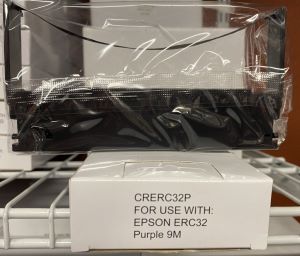 CRERC32P
FOR USE WITH:
EPSON ERC32
Purple 9M